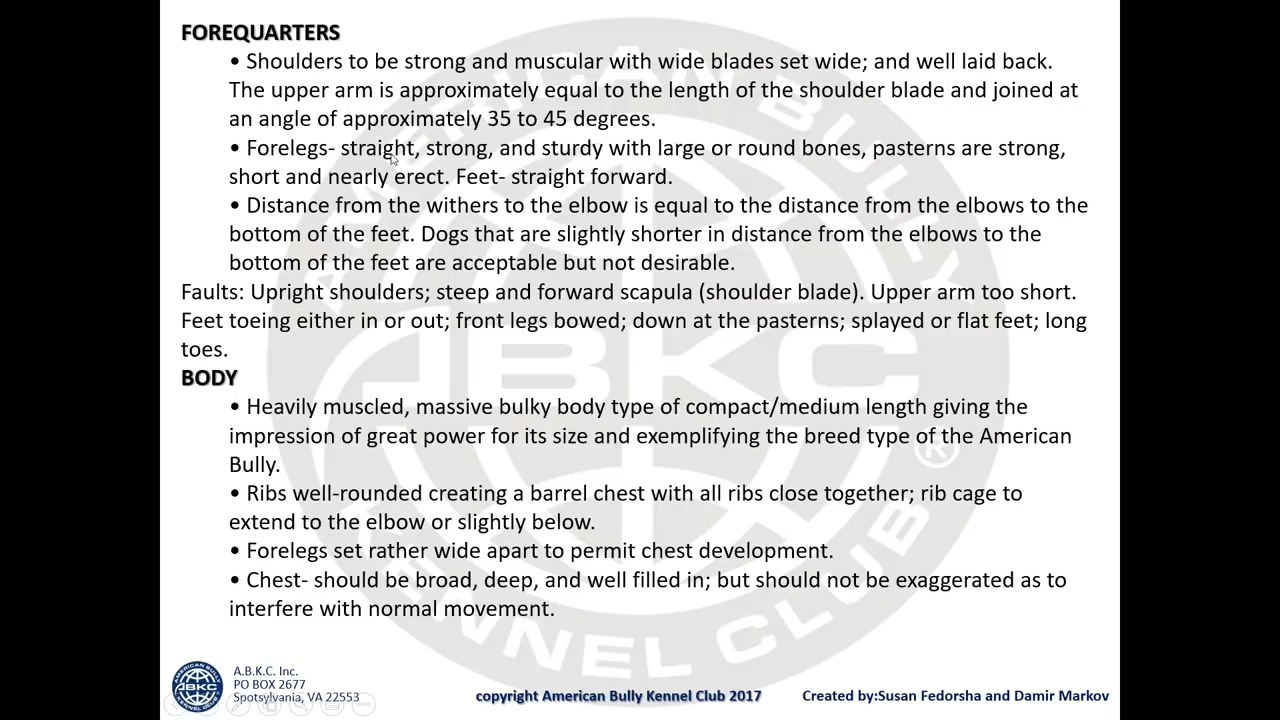 FOREQUARTERS
• Shoulders to be strong and muscular with wide blades set wide; and well laid back.
The upper arm is approximately equal to the length of the shoulder blade and joined at
an angle of approximately 35 to 45 degrees.
• Forelegs- straight, strong, and sturdy with large or round bones, pasterns are strong,
short and nearly erect. Feet- straight forward.
• Distance from the withers to the elbow is equal to the distance from the elbows to the
bottom of the feet. Dogs that are slightly shorter in distance from the elbows to the
bottom of the feet are acceptable but not desirable.
Faults: Upright shoulders; steep and forward scapula (shoulder blade). Upper arm too short.
Feet toeing either in or out; front legs bowed; down at the pasterns; splayed or flat feet; long
toes.
BODY
• Heavily muscled, massive bulky body type of compact/medium length giving the
impression of great power for its size and exemplifying the breed type of the American
Bully.
• Ribs well-rounded creating a barrel chest with all ribs close together; rib cage to
extend to the elbow or slightly below.
• Forelegs set rather wide apart to permit chest development.
• Chest- should be broad, deep, and well filled in; but should not be exaggerated as to
interfere with normal movement.
AMERICAN BULLY
ABKC
®
KENNEL CLUB
AMERICAN BULLY
ABKC
KENNEL CLUB
A.B.K.C. Inc.
PO BOX 2677
Spotsylvania, VA 22553
copyright American Bully Kennel Club 2017
Created by:Susan Fedorsha and Damir Markov